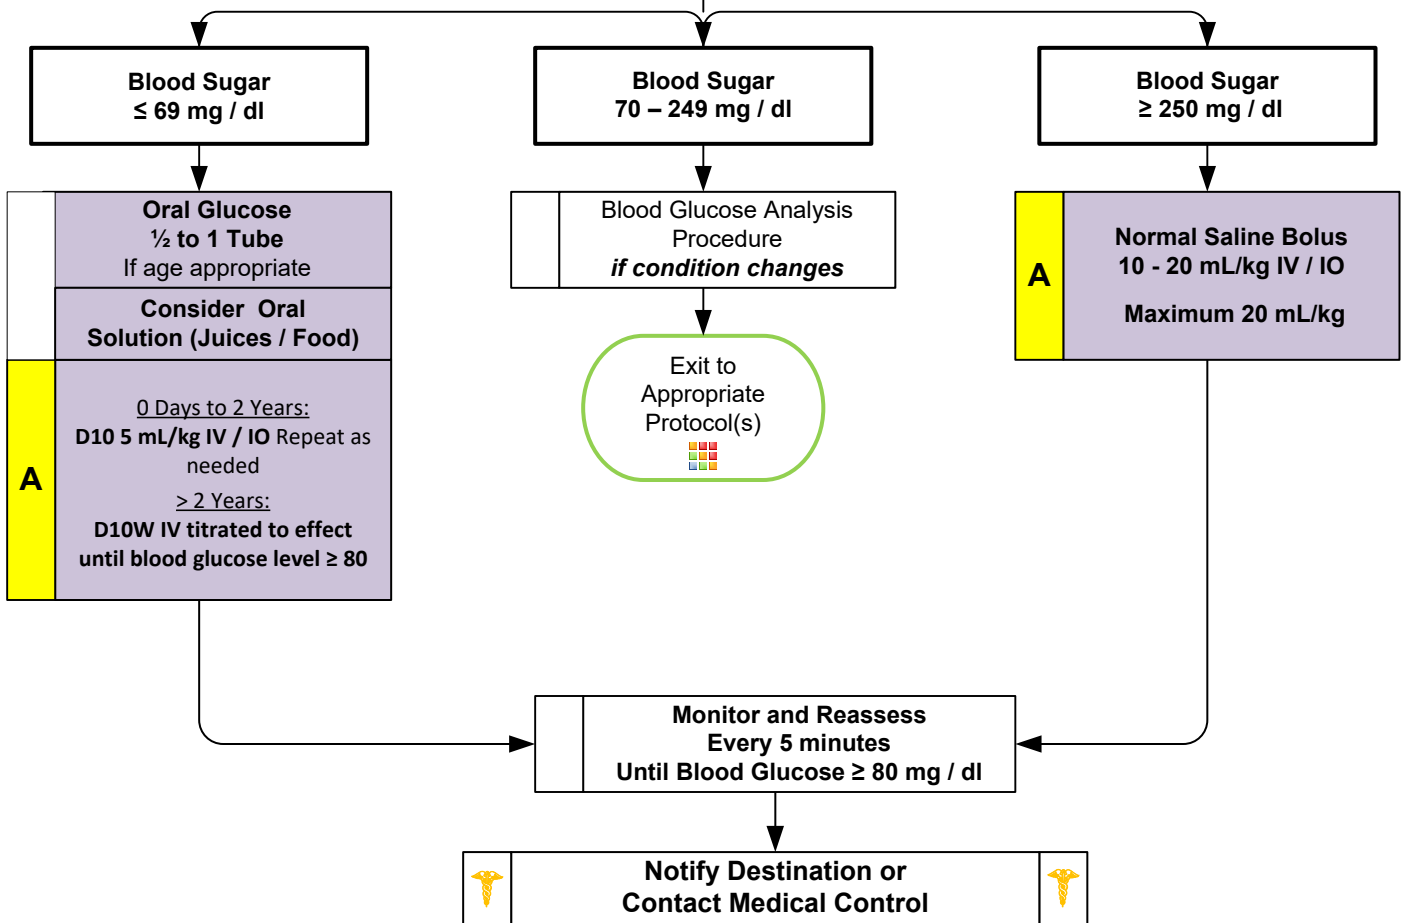 Blood Sugar
≤ 69 mg / dl
Blood Sugar
70 – 249 mg / dl
Blood Sugar
≥ 250 mg / dl
Oral Glucose
½ to 1 Tube
If age appropriate
Consider Oral
Solution (Juices / Food)
A
0 Days to 2 Years:
D10 5 mL/kg IV / IO Repeat as
needed
> 2 Years:
D10W IV titrated to effect
until blood glucose level ≥ 80
Blood Glucose Analysis
Procedure
if condition changes
Exit to
Appropriate
Protocol(s)
A
Normal Saline Bolus
10 - 20 mL/kg IV / IO
Maximum 20 mL/kg
Monitor and Reassess
Every 5 minutes
Until Blood Glucose ≥ 80 mg / dl
Notify Destination or
Contact Medical Control